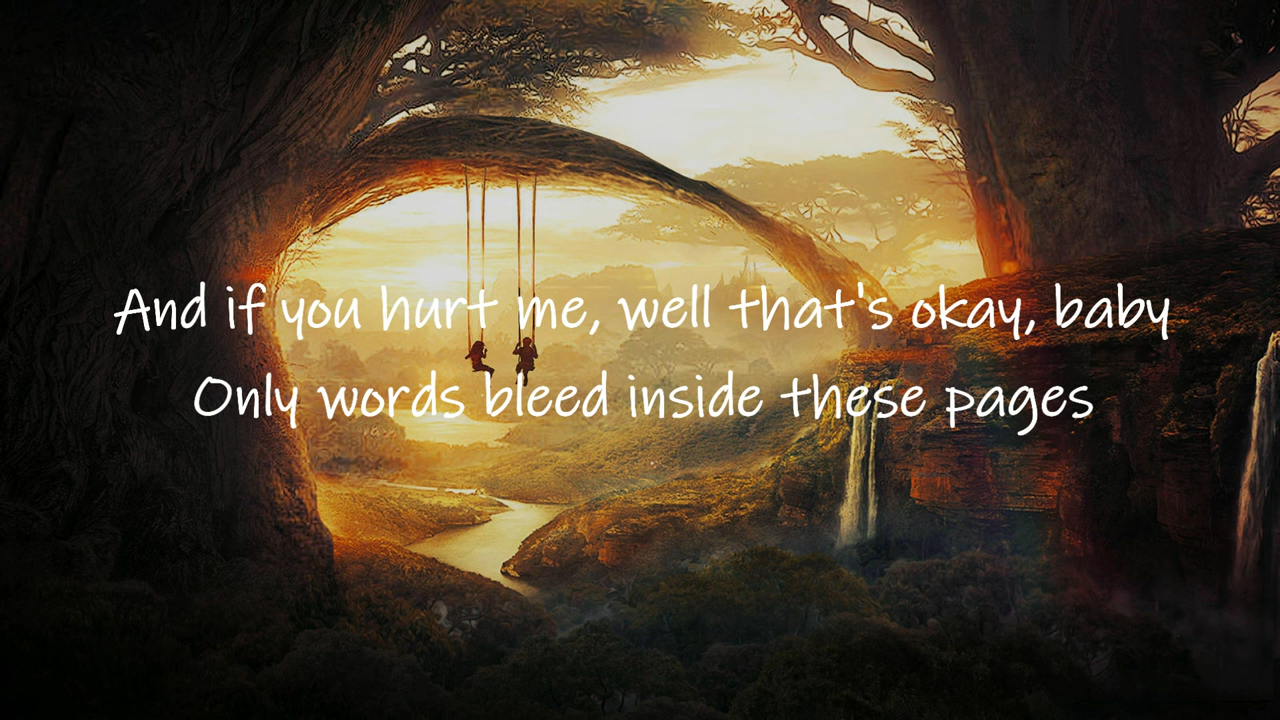 And if you hurt me, well that's okay, baby
Only words bleed inside these pages